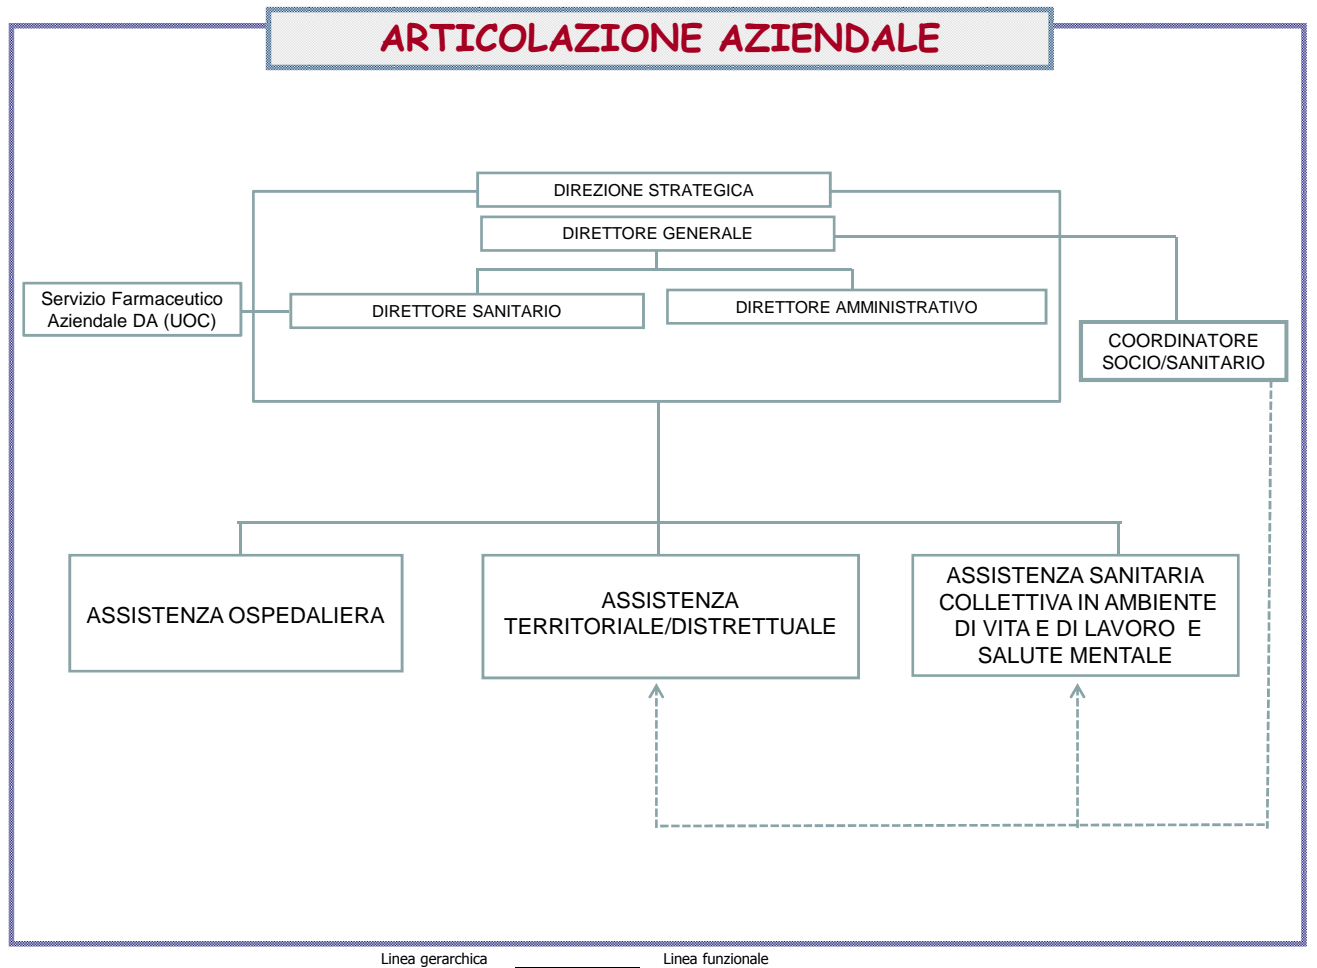 ARTICOLAZIONE AZIENDALE
DIREZIONE STRATEGICA
DIRETTORE GENERALE
Servizio Farmaceutico
Aziendale DA (UOC)
DIRETTORE SANITARIO
DIRETTORE AMMINISTRATIVO
COORDINATORE
SOCIO/SANITARIO
ASSISTENZA OSPEDALIERA
ASSISTENZA
TERRITORIALE/DISTRETTUALE
ASSISTENZA SANITARIA
COLLETTIVA IN AMBIENTE
DI VITA E DI LAVORO E
SALUTE MENTALE
Linea gerarchica
Linea funzionale